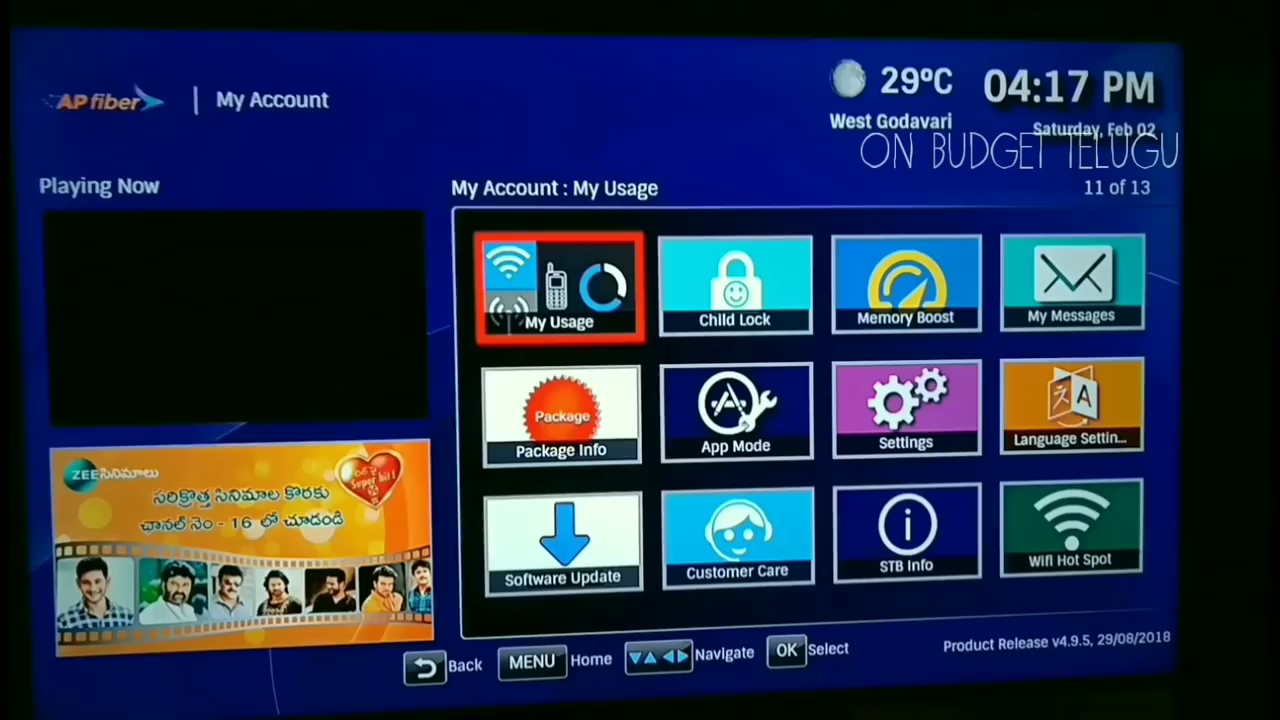 AP fiber | My Account
29ºC
04:17 PM
West Godavari
Saturday, Feb 02
ON BUDGET TELUGU
Playing Now
My Account : My Usage
11 of 13
My Usage
Child Lock
Memory Boost
My Messages
Package
Package Info
App Mode
Settings
A
Language Settin...
Software Update
Customer Care
STB Info
Wifi Hot Spot
ZEE సినిమాలు
Super hit!
సరిక్రొత్త సినిమాల కొరకు
ఛానల్ నెం - 16 లో చూడండి
Back
MENU Home
Navigate
OK Select
Product Release v4.9.5, 29/08/2018